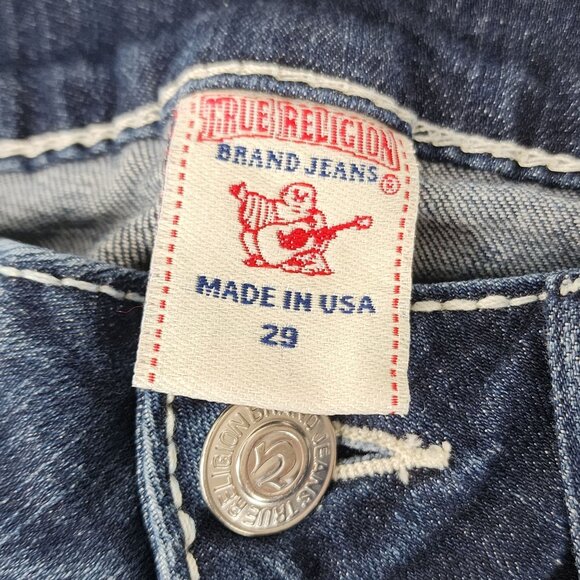 TRUE RELIGION
BRAND JEANS
®
MADE IN USA
29
TRUE RELIGION BRAND JEANS